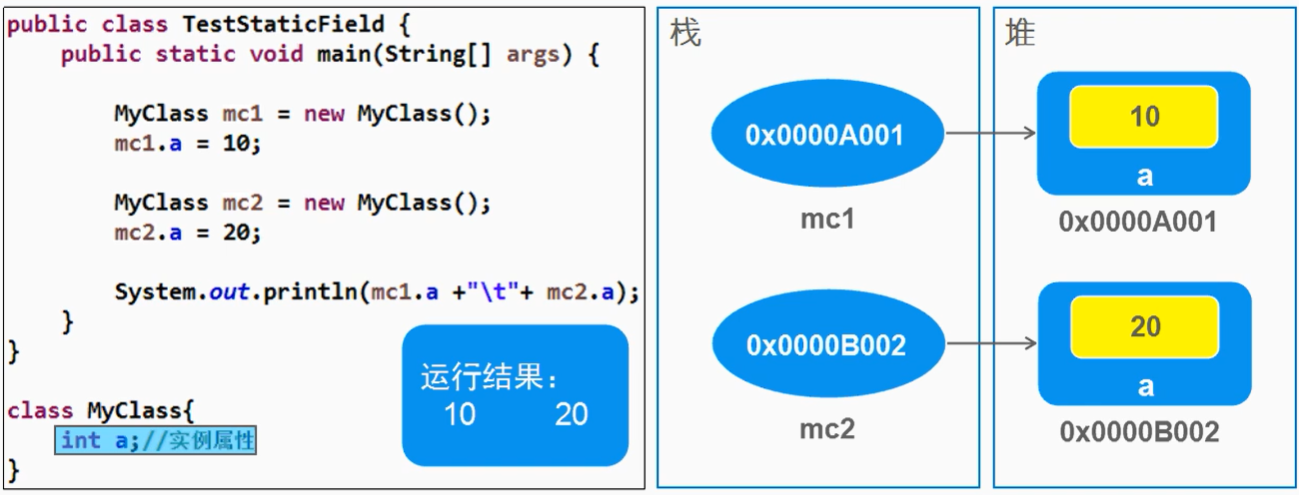 public class TestStaticField {
public static void main(String[] args) {
MyClass mc1 = new MyClass();
mc1.a = 10;
MyClass mc2 = new MyClass();
mc2.a = 20;
System.out.println(mc1.a +"\t"+ mc2.a);
}
}
class MyClass{
int a;//实例属性
}
运行结果：
10 20
栈
0x0000A001
mc1
0x0000B002
mc2
堆
10
a
0x0000A001
20
a
0x0000B002